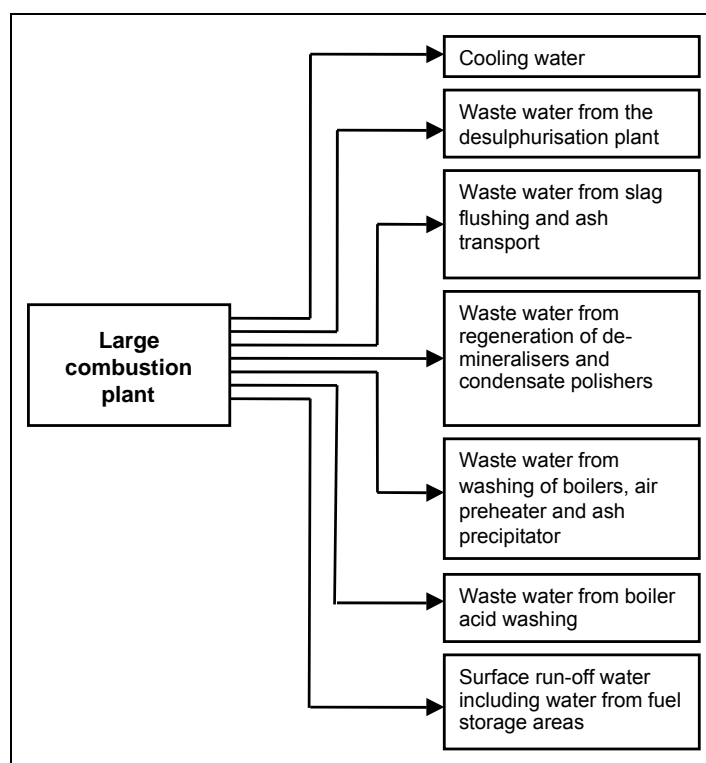 Cooling water
Waste water from the
desulphurisation plant
Waste water from slag
flushing and ash
transport
Large
combustion
plant
Waste water from
regeneration of de-
mineralisers and
condensate polishers
Waste water from
washing of boilers, air
preheater and ash
precipitator
Waste water from boiler
acid washing
Surface run-off water
including water from fuel
storage areas